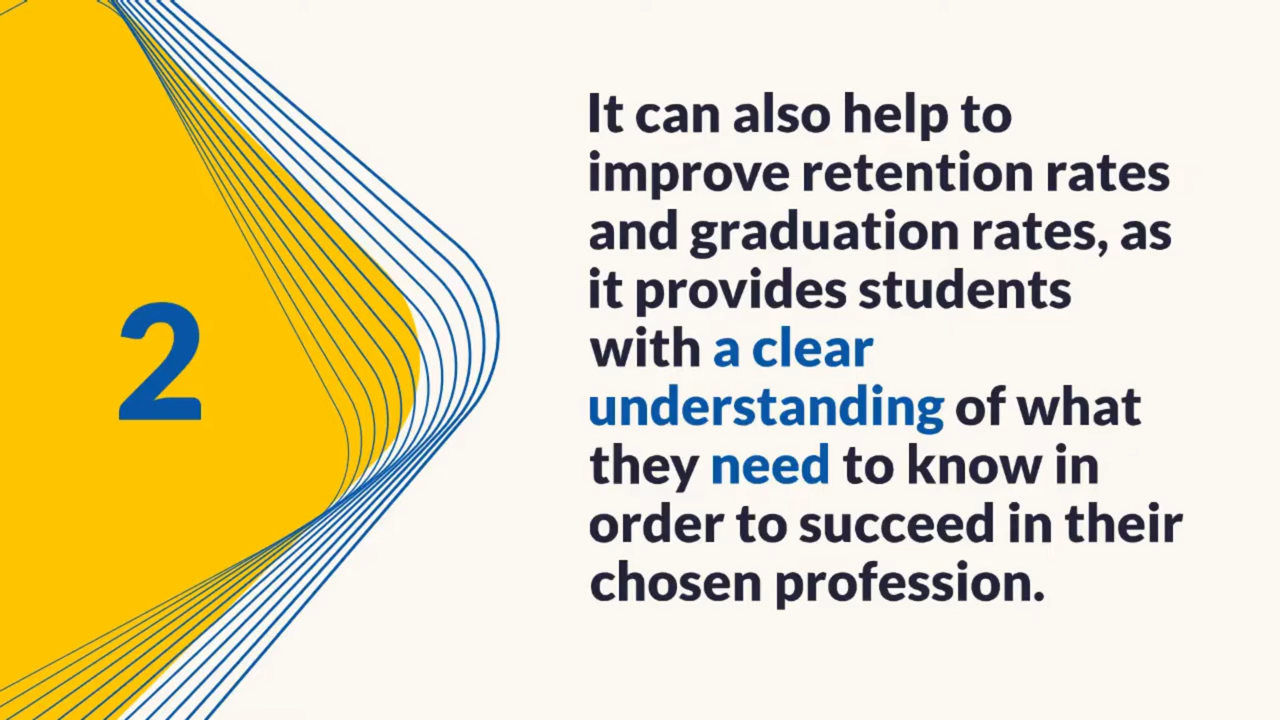 2
It can also help to
improve retention rates
and graduation rates, as
it provides students
with a clear
understanding of what
they need to know in
order to succeed in their
chosen profession.